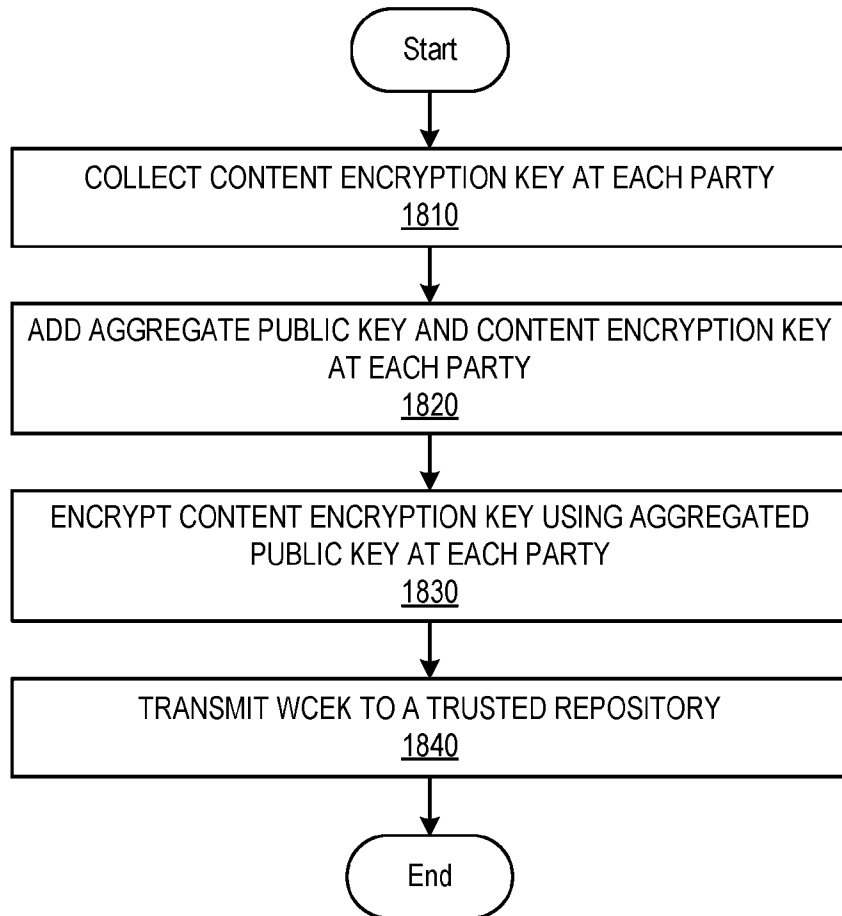 Start
COLLECT CONTENT ENCRYPTION KEY AT EACH PARTY
1810
ADD AGGREGATE PUBLIC KEY AND CONTENT ENCRYPTION KEY
AT EACH PARTY
1820
ENCRYPT CONTENT ENCRYPTION KEY USING AGGREGATED
PUBLIC KEY AT EACH PARTY
1830
TRANSMIT WCEK TO A TRUSTED REPOSITORY
1840
End